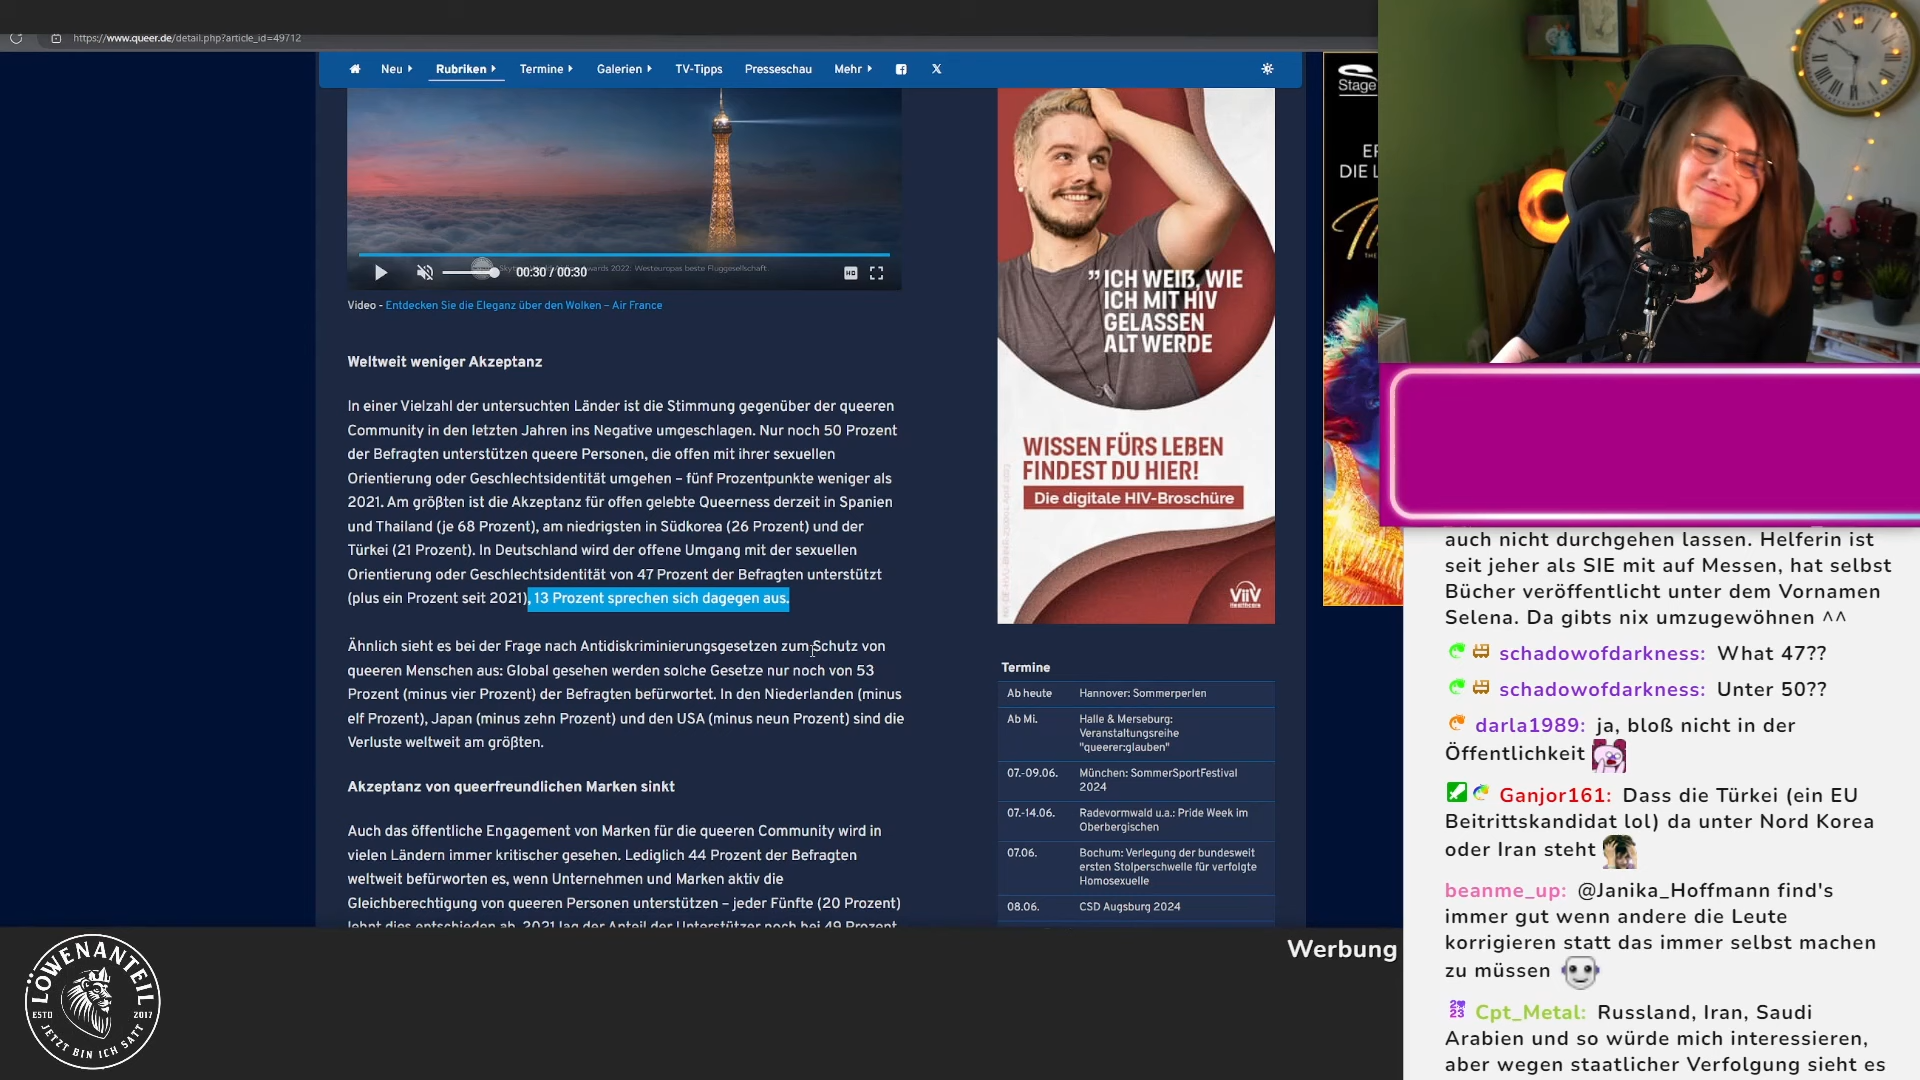 https://www.queer.de/detail.php?article_id=49712
Neu
Rubriken
Termine
Galerien
TV-Tipps
Presseschau
Mehr
Westeuropas beste Fluggesellschaft.
00:30 / 00:30
HD
Video - Entdecken Sie die Eleganz über den Wolken – Air France
Weltweit weniger Akzeptanz
In einer Vielzahl der untersuchten Länder ist die Stimmung gegenüber der queeren
Community in den letzten Jahren ins Negative umgeschlagen. Nur noch 50 Prozent
der Befragten unterstützen queere Personen, die offen mit ihrer sexuellen
Orientierung oder Geschlechtsidentität umgehen – fünf Prozentpunkte weniger als
2021. Am größten ist die Akzeptanz für offen gelebte Queerness derzeit in Spanien
und Thailand (je 68 Prozent), am niedrigsten in Südkorea (26 Prozent) und der
Türkei (21 Prozent). In Deutschland wird der offene Umgang mit der sexuellen
Orientierung oder Geschlechtsidentität von 47 Prozent der Befragten unterstützt
(plus ein Prozent seit 2021), 13 Prozent sprechen sich dagegen aus.
Ähnlich sieht es bei der Frage nach Antidiskriminierungsgesetzen zum Schutz von
queeren Menschen aus: Global gesehen werden solche Gesetze nur noch von 53
Prozent (minus vier Prozent) der Befragten befürwortet. In den Niederlanden (minus
elf Prozent), Japan (minus zehn Prozent) und den USA (minus neun Prozent) sind die
Verluste weltweit am größten.
Akzeptanz von queerfreundlichen Marken sinkt
Auch das öffentliche Engagement von Marken für die queeren Community wird in
vielen Ländern immer kritischer gesehen. Lediglich 44 Prozent der Befragten
weltweit befürworten es, wenn Unternehmen und Marken aktiv die
Gleichberechtigung von queeren Personen unterstützen – jeder Fünfte (20 Prozent)
lehnt dies entschieden ab. 2021 lag der Anteil der Unterstützer noch bei 49 Prozent
"ICH WEIẞ, WIE
ICH MIT HIV
GELASSEN
ALT WERDE
WISSEN FÜRS LEBEN
FINDEST DU HIER!
Die digitale HIV-Broschüre
ViiV
Healthcare
Termine
Ab heute Hannover: Sommerperlen
Ab Mi. Halle & Merseburg:
Veranstaltungsreihe
"queerer:glauben"
07.-09.06. München: SommerSportFestival
2024
07.-14.06. Radevormwald u.a.: Pride Week im
Oberbergischen
07.06. Bochum: Verlegung der bundesweit
ersten Stolperschwelle für verfolgte
Homosexuelle
08.06. CSD Augsburg 2024
Stage
DIE L
auch nicht durchgehen lassen. Helferin ist
seit jeher als SIE mit auf Messen, hat selbst
Bücher veröffentlicht unter dem Vornamen
Selena. Da gibts nix umzugewöhnen ^^
schadowofdarkness: What 47??
schadowofdarkness: Unter 50??
darla1989: ja, bloß nicht in der
Öffentlichkeit
Ganjor161: Dass die Türkei (ein EU
Beitrittskandidat lol) da unter Nord Korea
oder Iran steht
beanme_up: @Janika_Hoffmann find's
immer gut wenn andere die Leute
korrigieren statt das immer selbst machen
zu müssen
Cpt_Metal: Russland, Iran, Saudi
Arabien und so würde mich interessieren,
aber wegen staatlicher Verfolgung sieht es
Werbung
LÖWENANTEIL
ESTD 2017
JETZT BIN ICH SATT